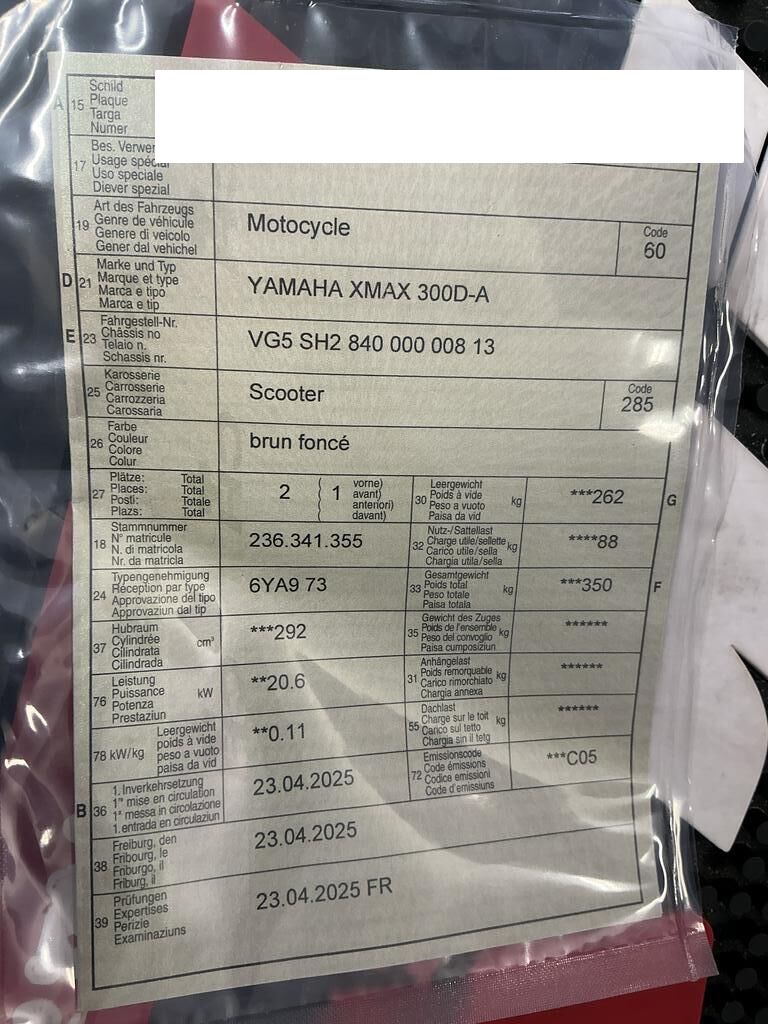 A 15 Schild
Plaque
Targa
Numer
17 Bes. Verwen
Usage spécial
Uso speciale
Diever spezial
19 Art des Fahrzeugs
Genre de véhicule
Genere di veicolo
Gener dal vehichel
Motocycle
Code
60
D 21 Marke und Typ
Marque et type
Marca e tipo
Marca e tip
YAMAHA XMAX 300D-A
E 23 Fahrgestell-Nr.
Châssis no
Telaio n.
Schassis nr.
VG5 SH2 840 000 008 13
25 Karosserie
Carrosserie
Carrozzeria
Carossaria
Scooter
Code
285
26 Farbe
Couleur
Colore
Colur
brun foncé
27 Plätze: Total
Places: Total
Posti: Totale
Plazs: Total
2 ( 1 vorne)
avant)
anteriori)
davant)
30 Leergewicht
Poids à vide
Peso a vuoto
Paisa da vid
kg
***262
G
18 Stammnummer
N° matricule
N. di matricola
Nr. da matricla
236.341.355
32 Nutz-/Sattellast
Charge utile/sellette
Carico utile/sella
Chargia utila/sella
kg
****88
24 Typengenehmigung
Réception par type
Approvazione del tipo
Approvaziun dal tip
6YA9 73
33 Gesamtgewicht
Poids total
Peso totale
Paisa totala
kg
***350
F
37 Hubraum
Cylindrée
Cilindrata
Cilindrada
cm³
***292
35 Gewicht des Zuges
Poids de l'ensemble
Peso del convoglio
Paisa cumposiziun
kg
******
76 Leistung
Puissance
Potenza
Prestaziun
kW
**20.6
31 Anhängelast
Poids remorquable
Carico rimorchiato
Chargia annexa
kg
******
78 kW/kg Leergewicht
poids à vide
peso a vuoto
paisa da vid
**0.11
55 Dachlast
Charge sur le toit
Carico sul tetto
Chargia sin il tetg
kg
******
B 36 1. Inverkehrsetzung
1re mise en circulation
1a messa in circolazione
1. entrada en circulaziun
23.04.2025
72 Emissionscode
Code émissions
Codice emissioni
Code d'emissiuns
***C05
38 Freiburg, den
Fribourg, le
Friburgo, il
Friburg, il
23.04.2025
39 Prüfungen
Expertises
Perizie
Examinaziuns
23.04.2025 FR